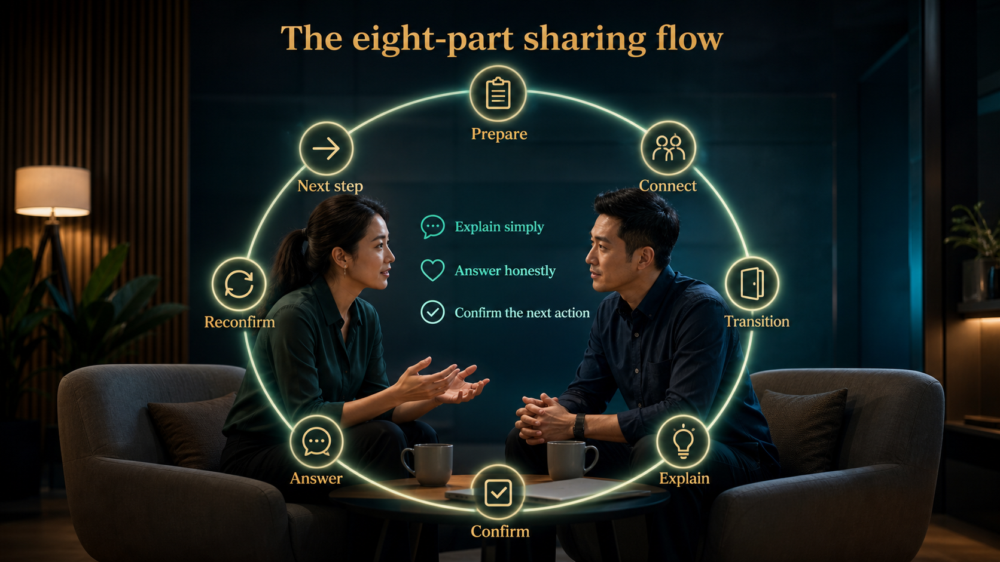 The eight-part sharing flow
Prepare
Connect
Transition
Explain
Confirm
Answer
Reconfirm
Next step
Explain simply
Answer honestly
Confirm the next action